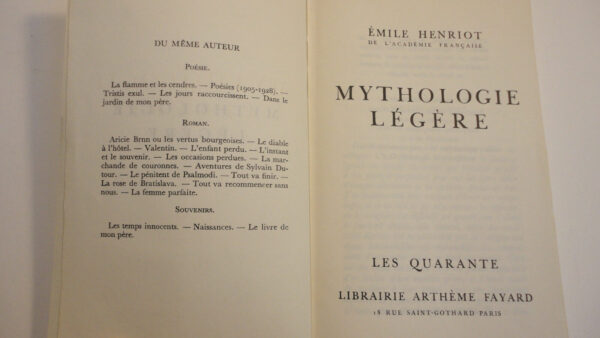 DU MÊME AUTEUR
Poésie.
La flamme et les cendres. — Poésies (1905-1928). —
Tristis exul. — Les jours raccourcissent. — Dans le
jardin de mon père.
Roman.
Aricie Brun ou les vertus bourgeoises. — Le diable
à l'hôtel. — Valentin. — L'enfant perdu. — L'instant
et le souvenir. — Les occasions perdues. — La mar-
chande de couronnes. — Aventures de Sylvain Du-
tour. — Le pénitent de Psalmodi. — Tout va finir. —
La rose de Bratislava. — Tout va recommencer sans
nous. — La femme parfaite.
Souvenirs.
Les temps innocents. — Naissances. — Le livre de
mon père.
ÉMILE HENRIOT
DE L'ACADÉMIE FRANÇAISE
MYTHOLOGIE
LÉGÈRE
LES QUARANTE
LIBRAIRIE ARTHÈME FAYARD
18 RUE SAINT-GOTHARD PARIS